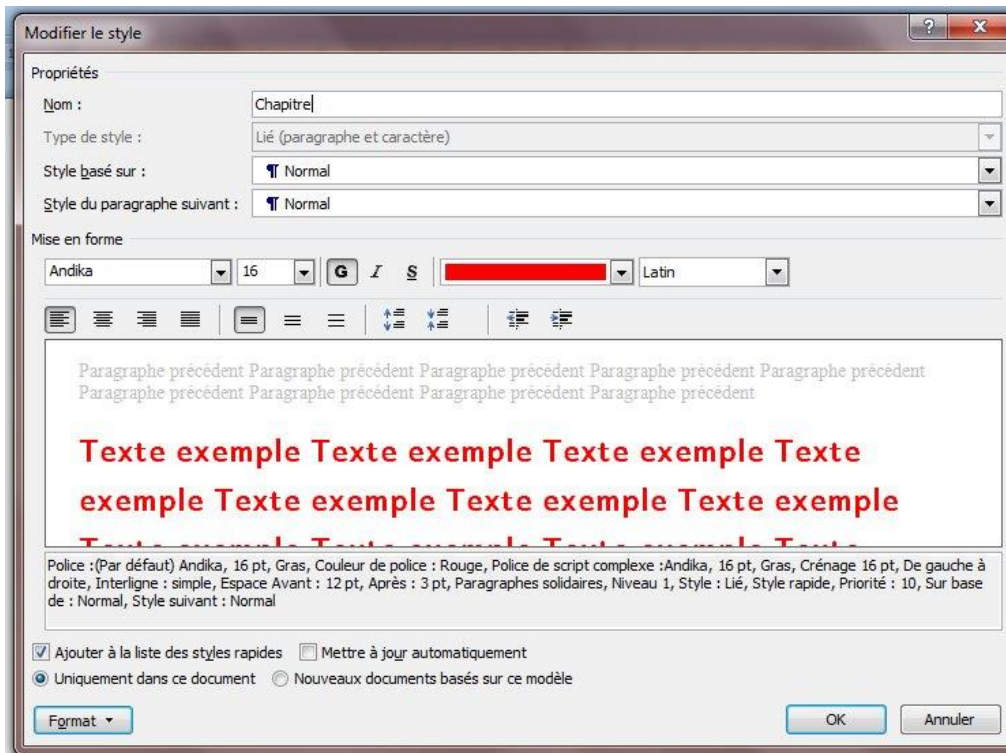 Modifier le style
Propriétés
Nom :
Chapitre
Type de style :
Lié (paragraphe et caractère)
Style basé sur :
¶ Normal
Style du paragraphe suivant :
¶ Normal
Mise en forme
Andika
16
G I S
Latin
Paragraphe précédent Paragraphe précédent Paragraphe précédent Paragraphe précédent Paragraphe précédent
Paragraphe précédent Paragraphe précédent Paragraphe précédent Paragraphe précédent
Texte exemple Texte exemple Texte exemple Texte
exemple Texte exemple Texte exemple Texte exemple
Texte exemple Texte exemple Texte exemple Texte
Police :(Par défaut) Andika, 16 pt, Gras, Couleur de police : Rouge, Police de script complexe :Andika, 16 pt, Gras, Crénage 16 pt, De gauche à
droite, Interligne : simple, Espace Avant : 12 pt, Après : 3 pt, Paragraphes solidaires, Niveau 1, Style : Lié, Style rapide, Priorité : 10, Sur base
de : Normal, Style suivant : Normal
Ajouter à la liste des styles rapides
Mettre à jour automatiquement
Uniquement dans ce document
Nouveaux documents basés sur ce modèle
Format
OK
Annuler